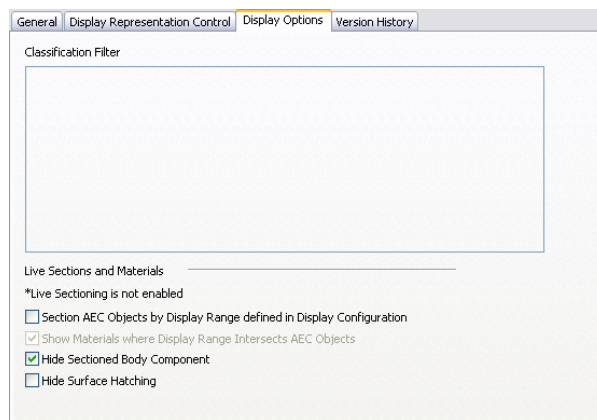 General Display Representation Control Display Options Version History
Classification Filter
Live Sections and Materials
*Live Sectioning is not enabled
Section AEC Objects by Display Range defined in Display Configuration
Show Materials where Display Range Intersects AEC Objects
Hide Sectioned Body Component
Hide Surface Hatching